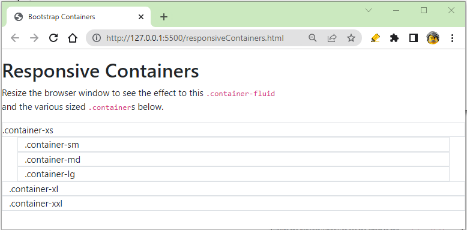 Bootstrap Containers
http://127.0.0.1:5500/responsiveContainers.html
Responsive Containers
Resize the browser window to see the effect to this .container-fluid
and the various sized .containers below.
.container-xs
.container-sm
.container-md
.container-lg
.container-xl
.container-xxl